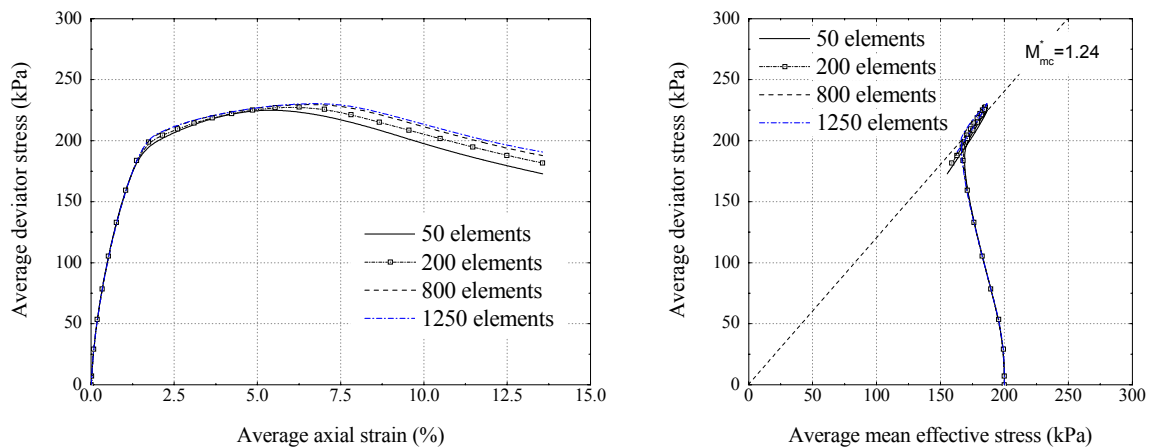 300
250
200
150
100
50
0
0.0 2.5 5.0 7.5 10.0 12.5 15.0
Average deviator stress (kPa)
Average axial strain (%)
50 elements
200 elements
800 elements
1250 elements
300
250
200
150
100
50
0
0 50 100 150 200 250 300
Average deviator stress (kPa)
Average mean effective stress (kPa)
50 elements
200 elements
800 elements
1250 elements
M*mc=1.24